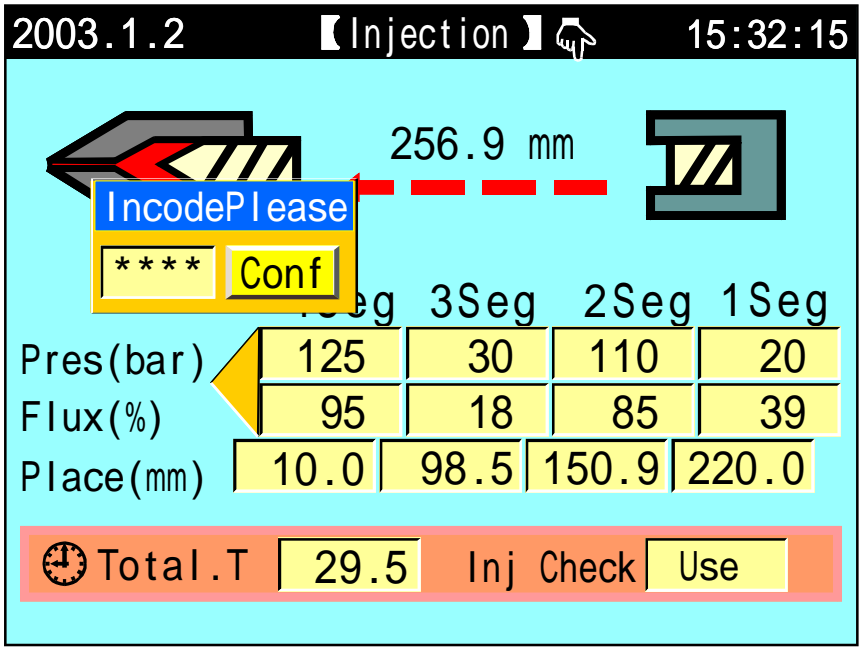 2003.1.2 【Injection】 15:32:15
256.9 mm
IncodePlease
**** Conf
3Seg 2Seg 1Seg
Pres(bar) 125 30 110 20
Flux(%) 95 18 85 39
Place(mm) 10.0 98.5 150.9 220.0
Total.T 29.5 Inj Check Use